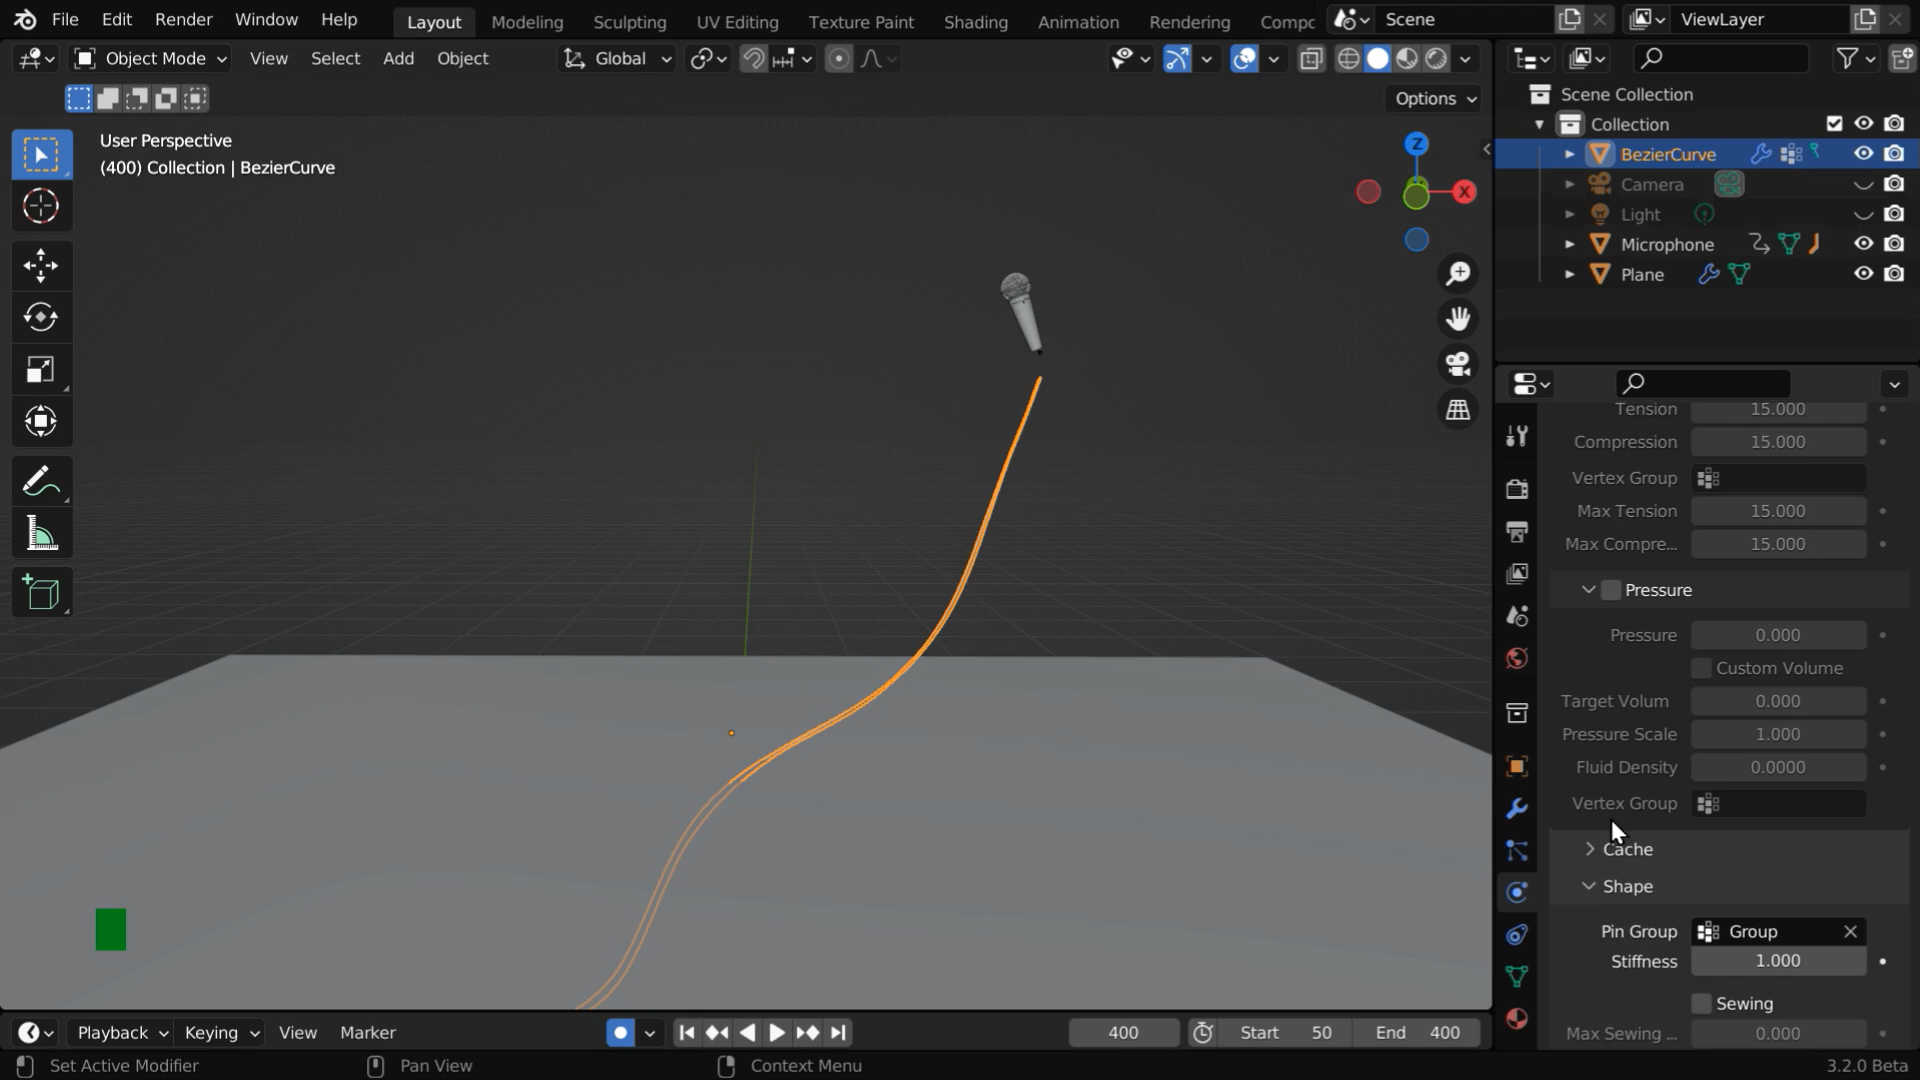 File Edit Render Window Help Layout Modeling Sculpting UV Editing Texture Paint Shading Animation Rendering Compc Scene ViewLayer
Object Mode View Select Add Object Global
Options
User Perspective
(400) Collection | BezierCurve
Z
X
Scene Collection
Collection
BezierCurve
Camera
Light
Microphone
Plane
Tension 15.000
Compression 15.000
Vertex Group
Max Tension 15.000
Max Compre... 15.000
Pressure
Pressure 0.000
Custom Volume
Target Volum 0.000
Pressure Scale 1.000
Fluid Density 0.0000
Vertex Group
Cache
Shape
Pin Group Group
Stiffness 1.000
Sewing
Max Sewing ... 0.000
Playback Keying View Marker 400 Start 50 End 400
Set Active Modifier Pan View Context Menu 3.2.0 Beta